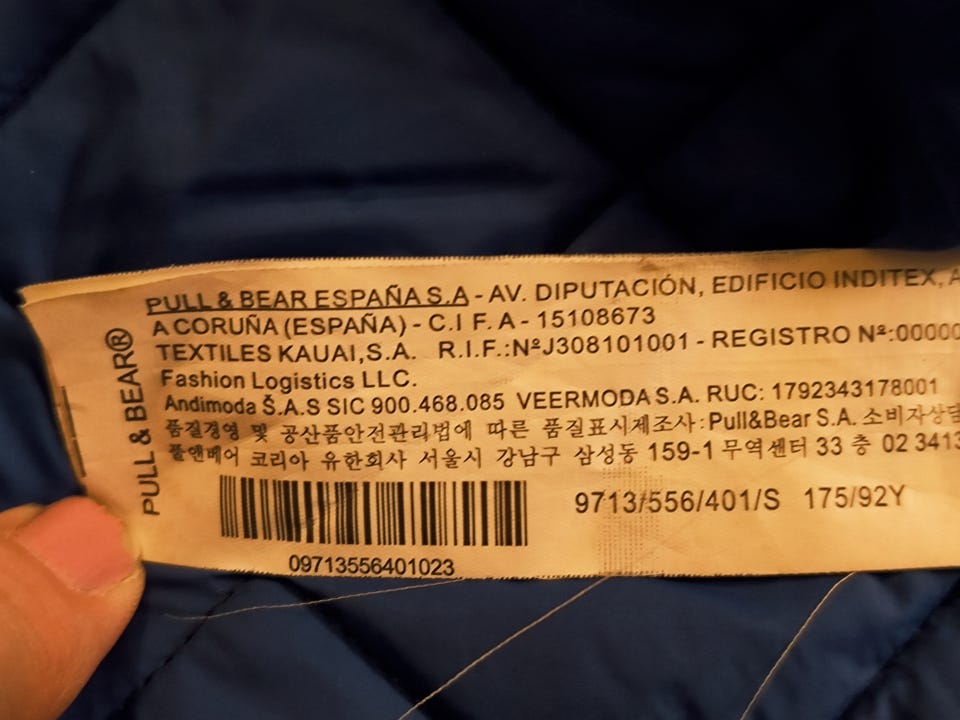 PULL & BEAR®
PULL & BEAR ESPAÑA S.A - AV. DIPUTACIÓN, EDIFICIO INDITEX, A
A CORUÑA (ESPAÑA) - C.I F. A - 15108673
TEXTILES KAUAI,S.A. R.I.F.:NºJ308101001 - REGISTRO Nº:00000
Fashion Logistics LLC.
Andimoda Š.A.S SIC 900.468.085 VEERMODA S.A. RUC: 1792343178001
품질경영 및 공산품안전관리법에 따른 품질표시제조사:Pull&Bear S.A. 소비자상담
풀앤베어 코리아 유한회사 서울시 강남구 삼성동 159-1 무역센터 33 층 02 3413
9713/556/401/S 175/92Y
09713556401023